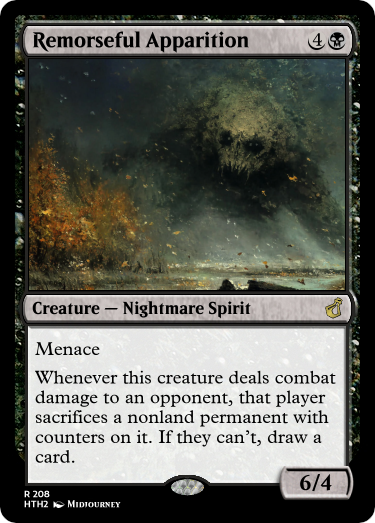 Remorseful Apparition 4
Creature — Nightmare Spirit
Menace
Whenever this creature deals combat
damage to an opponent, that player
sacrifices a nonland permanent with
counters on it. If they can't, draw a
card.
6/4
R 208
HTH2 Midjourney